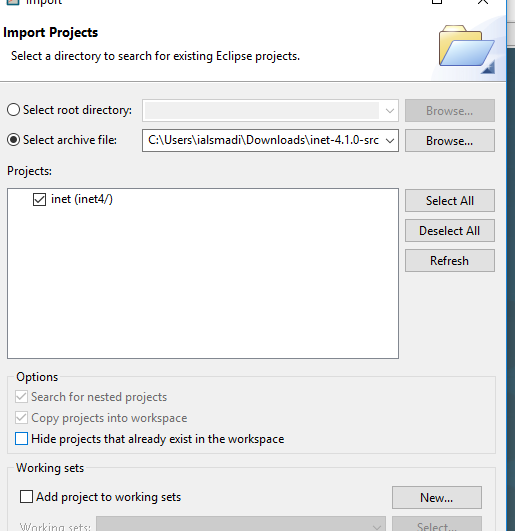 Import
Import Projects
Select a directory to search for existing Eclipse projects.
Select root directory:
Browse...
Select archive file:
C:\Users\ialsmadi\Downloads\inet-4.1.0-src
Browse...
Projects:
inet (inet4/)
Select All
Deselect All
Refresh
Options
Search for nested projects
Copy projects into workspace
Hide projects that already exist in the workspace
Working sets
Add project to working sets
New...
Working sets:
Select...